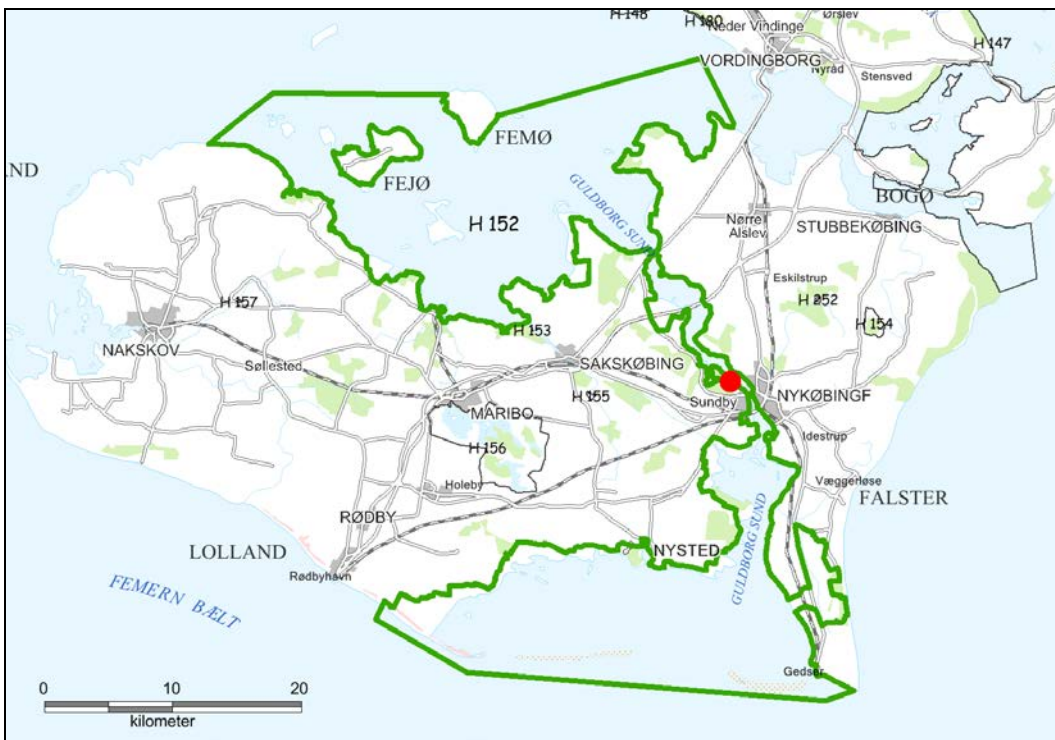 H 148
H 180
Neder Vindinge
Ørslev
H 147
VORDINGBORG
Nyråd
Stensved
FEMØ
FEJØ
BOGØ
GULDBORG SUND
H 152
Nørre
Alslev
STUBBEKØBING
Eskilstrup
H 157
H 252
H 154
H 153
NAKSKOV
Søllested
SAKSKØBING
Sundby
NYKØBINGF
H 155
MARIBO
Idestrup
H 156
Holeby
Væggerløse
FALSTER
RØDBY
LOLLAND
NYSTED
GULDBORG SUND
Rødbyhavn
FEMERN BÆLT
Gedser
0 10 20
kilometer